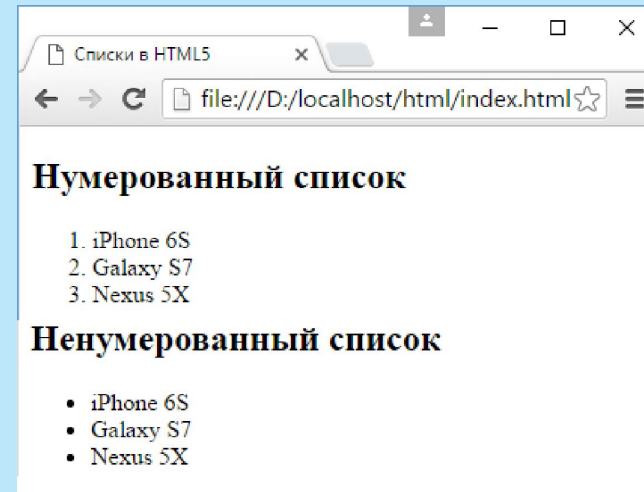 Списки в HTML5
file:///D:/localhost/html/index.html
Нумерованный список
1. iPhone 6S
2. Galaxy S7
3. Nexus 5X
Ненумерованный список
• iPhone 6S
• Galaxy S7
• Nexus 5X